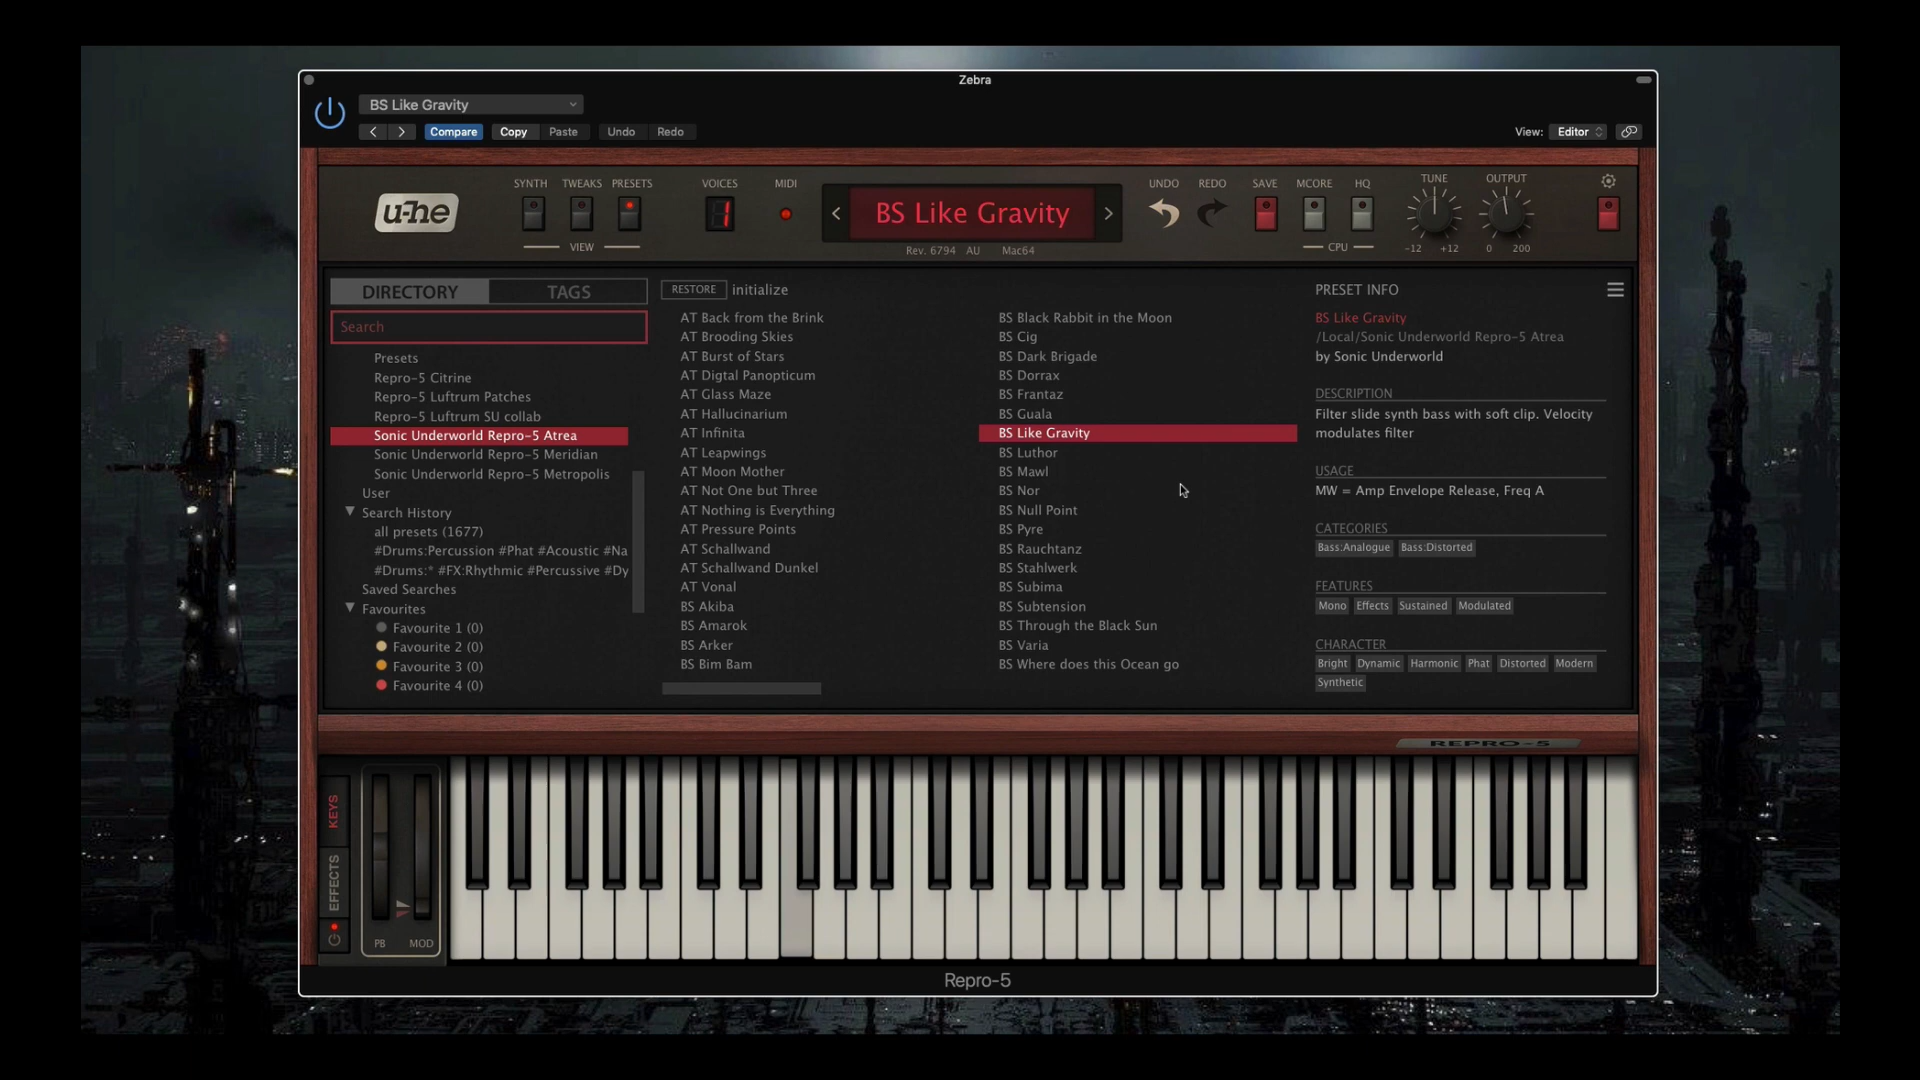 Zebra
BS Like Gravity
Compare Copy Paste Undo Redo
View: Editor
u-he
SYNTH TWEAKS PRESETS
VIEW
VOICES
1
MIDI
BS Like Gravity
Rev. 6794 AU Mac64
UNDO REDO SAVE MCORE HQ
CPU
TUNE
-12 +12
OUTPUT
0 200
DIRECTORY TAGS
Search
Presets
Repro-5 Citrine
Repro-5 Luftrum Patches
Repro-5 Luftrum SU collab
Sonic Underworld Repro-5 Atrea
Sonic Underworld Repro-5 Meridian
Sonic Underworld Repro-5 Metropolis
User
Search History
all presets (1677)
#Drums:Percussion #Phat #Acoustic #Na
#Drums:* #FX:Rhythmic #Percussive #Dy
Saved Searches
Favourites
Favourite 1 (0)
Favourite 2 (0)
Favourite 3 (0)
Favourite 4 (0)
RESTORE initialize
AT Back from the Brink
AT Brooding Skies
AT Burst of Stars
AT Digtal Panopticum
AT Glass Maze
AT Hallucinarium
AT Infinita
AT Leapwings
AT Moon Mother
AT Not One but Three
AT Nothing is Everything
AT Pressure Points
AT Schallwand
AT Schallwand Dunkel
AT Vonal
BS Akiba
BS Amarok
BS Arker
BS Bim Bam
BS Black Rabbit in the Moon
BS Cig
BS Dark Brigade
BS Dorrax
BS Frantaz
BS Guala
BS Like Gravity
BS Luthor
BS Mawl
BS Nor
BS Null Point
BS Pyre
BS Rauchtanz
BS Stahlwerk
BS Subima
BS Subtension
BS Through the Black Sun
BS Varia
BS Where does this Ocean go
PRESET INFO
BS Like Gravity
/Local/Sonic Underworld Repro-5 Atrea
by Sonic Underworld
DESCRIPTION
Filter slide synth bass with soft clip. Velocity
modulates filter
USAGE
MW = Amp Envelope Release, Freq A
CATEGORIES
Bass:Analogue Bass:Distorted
FEATURES
Mono Effects Sustained Modulated
CHARACTER
Bright Dynamic Harmonic Phat Distorted Modern
Synthetic
REPRO-5
KEYS
EFFECTS
PB MOD
Repro-5